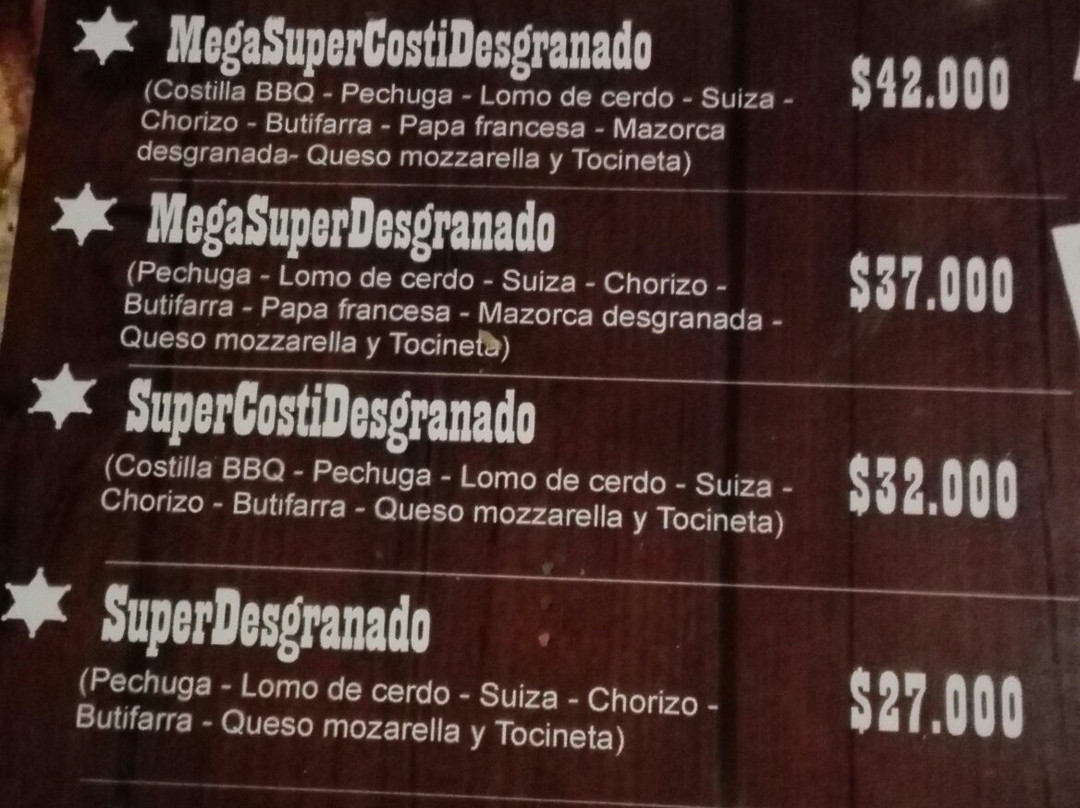 MegaSuperCostiDesgranado
$42.000
(Costilla BBQ - Pechuga - Lomo de cerdo - Suiza -
Chorizo - Butifarra - Papa francesa - Mazorca
desgranada- Queso mozzarella y Tocineta)
MegaSuperDesgranado
$37.000
(Pechuga - Lomo de cerdo - Suiza - Chorizo -
Butifarra - Papa francesa - Mazorca desgranada -
Queso mozzarella y Tocineta)
SuperCostiDesgranado
$32.000
(Costilla BBQ - Pechuga - Lomo de cerdo - Suiza -
Chorizo - Butifarra - Queso mozzarella y Tocineta)
SuperDesgranado
$27.000
(Pechuga - Lomo de cerdo - Suiza - Chorizo -
Butifarra - Queso mozarella y Tocineta)